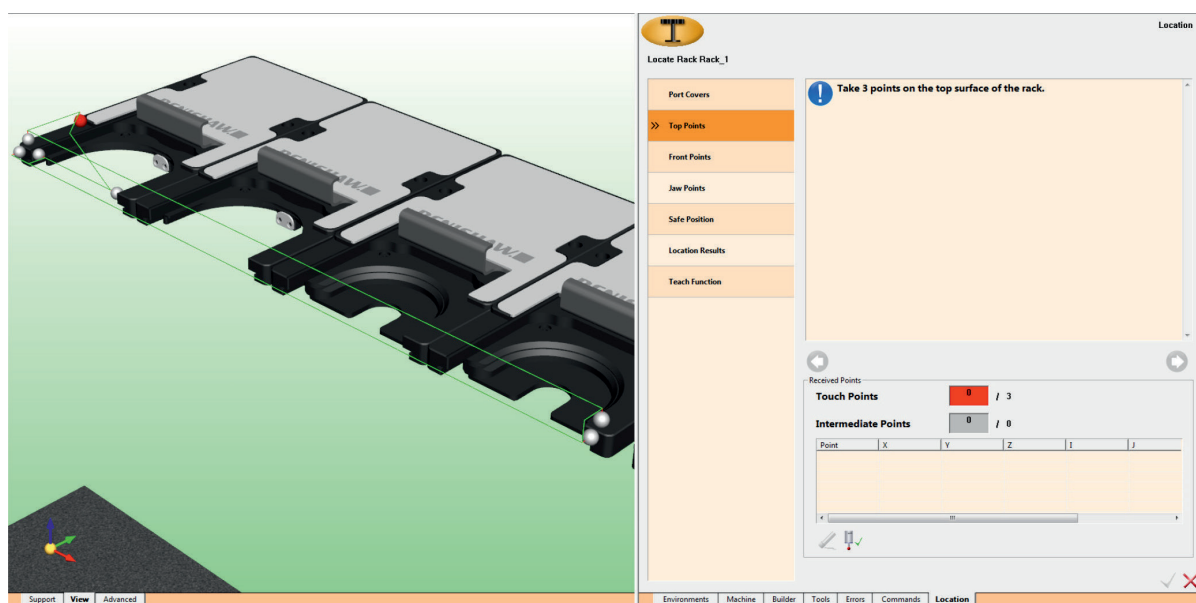 RENISHAW
RENISHAW
RENISHAW
RENISHAW
Support
View
Advanced
Location
Locate Rack Rack_1
Port Covers
Top Points
Front Points
Jaw Points
Safe Position
Location Results
Teach Function
Take 3 points on the top surface of the rack.
Received Points
Touch Points 0 / 3
Intermediate Points 0 / 0
Point X Y Z I J
Environments Machine Builder Tools Errors Commands Location